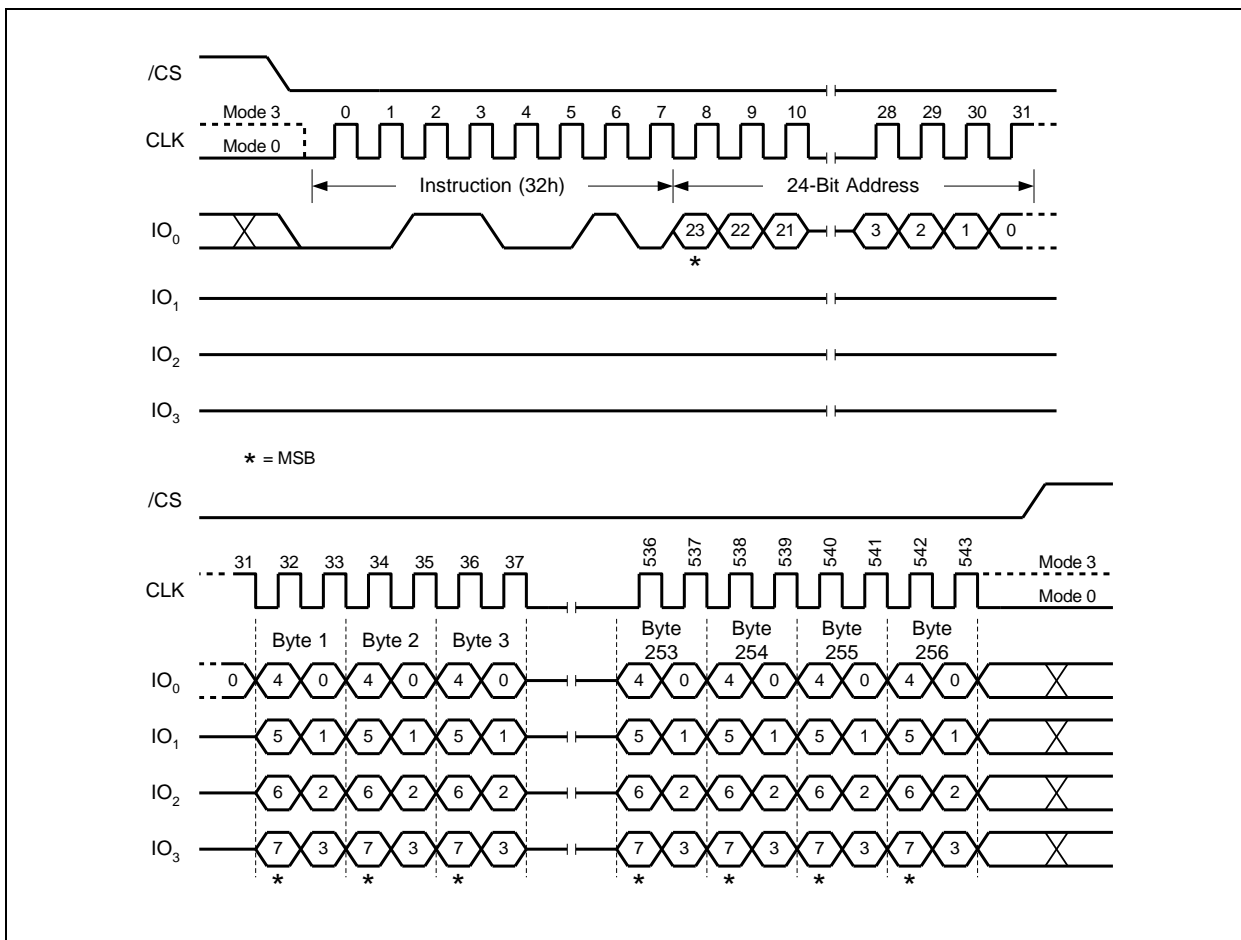 /CS
Mode 3
0 1 2 3 4 5 6 7 8 9 10 28 29 30 31
CLK
Mode 0
Instruction (32h)
24-Bit Address
IO0
23 22 21 3 2 1 0
*
IO1
IO2
IO3
* = MSB
/CS
31 32 33 34 35 36 37 536 537 538 539 540 541 542 543
Mode 3
CLK
Mode 0
Byte 1 Byte 2 Byte 3
Byte 253
Byte 254
Byte 255
Byte 256
IO0
0 4 0 4 0 4 0 4 0 4 0 4 0 4 0
IO1
5 1 5 1 5 1 5 1 5 1 5 1 5 1
IO2
6 2 6 2 6 2 6 2 6 2 6 2 6 2
IO3
7 3 7 3 7 3 7 3 7 3 7 3 7 3
* * * * * * *